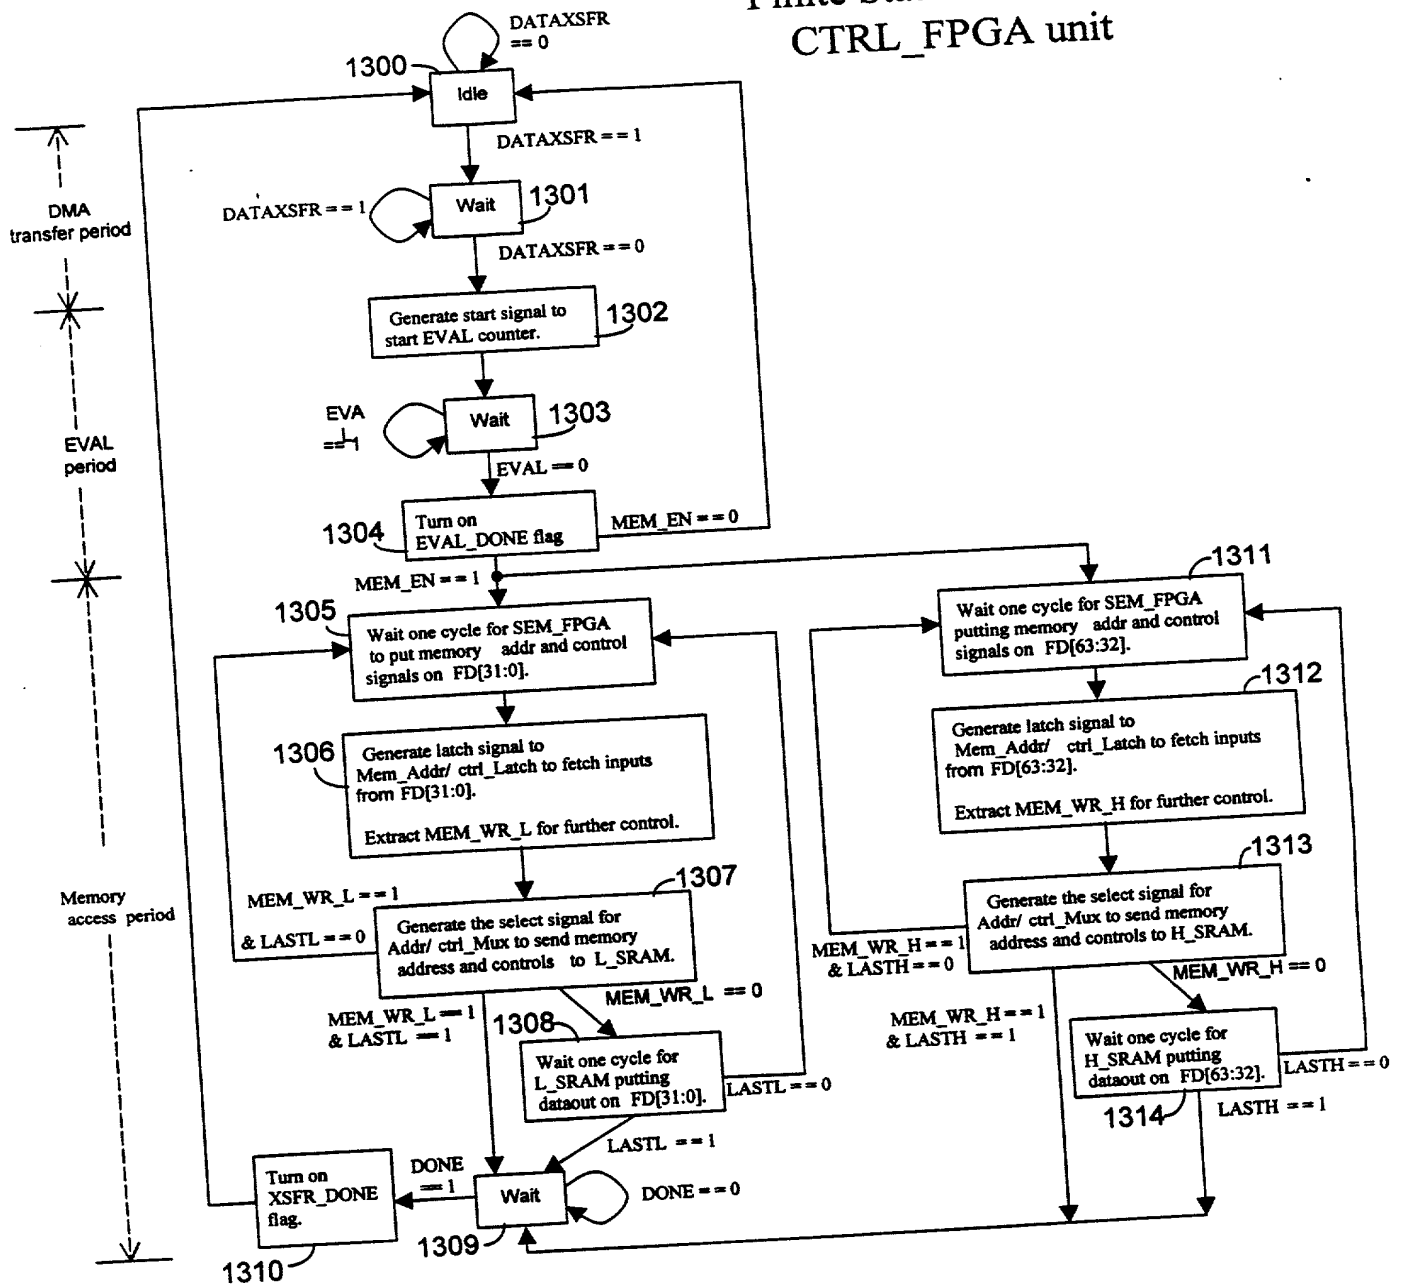 CTRL_FPGA unit
DATAXSFR
== 0
1300
Idle
DATAXSFR == 1
DATAXSFR == 1
Wait
1301
DATAXSFR == 0
DMA
transfer period
Generate start signal to
start EVAL counter.
1302
EVA
L
== 1
Wait
1303
EVAL == 0
EVAL
period
1304
Turn on
EVAL_DONE flag
MEM_EN == 0
MEM_EN == 1
1305
Wait one cycle for SEM_FPGA
to put memory addr and control
signals on FD[31:0].
1311
Wait one cycle for SEM_FPGA
putting memory addr and control
signals on FD[63:32].
1306
Generate latch signal to
Mem_Addr/ ctrl_Latch to fetch inputs
from FD[31:0].
Extract MEM_WR_L for further control.
1312
Generate latch signal to
Mem_Addr/ ctrl_Latch to fetch inputs
from FD[63:32].
Extract MEM_WR_H for further control.
Memory
access period
MEM_WR_L == 1
& LASTL == 0
1307
Generate the select signal for
Addr/ ctrl_Mux to send memory
address and controls to L_SRAM.
MEM_WR_H == 1
& LASTH == 0
1313
Generate the select signal for
Addr/ ctrl_Mux to send memory
address and controls to H_SRAM.
MEM_WR_L == 1
& LASTL == 1
MEM_WR_L == 0
1308
Wait one cycle for
L_SRAM putting
dataout on FD[31:0].
LASTL == 0
LASTL == 1
MEM_WR_H == 1
& LASTH == 1
MEM_WR_H == 0
Wait one cycle for
H_SRAM putting
dataout on FD[63:32].
1314
LASTH == 0
LASTH == 1
Turn on
XSFR_DONE
flag.
1310
DONE
== 1
Wait
1309
DONE == 0